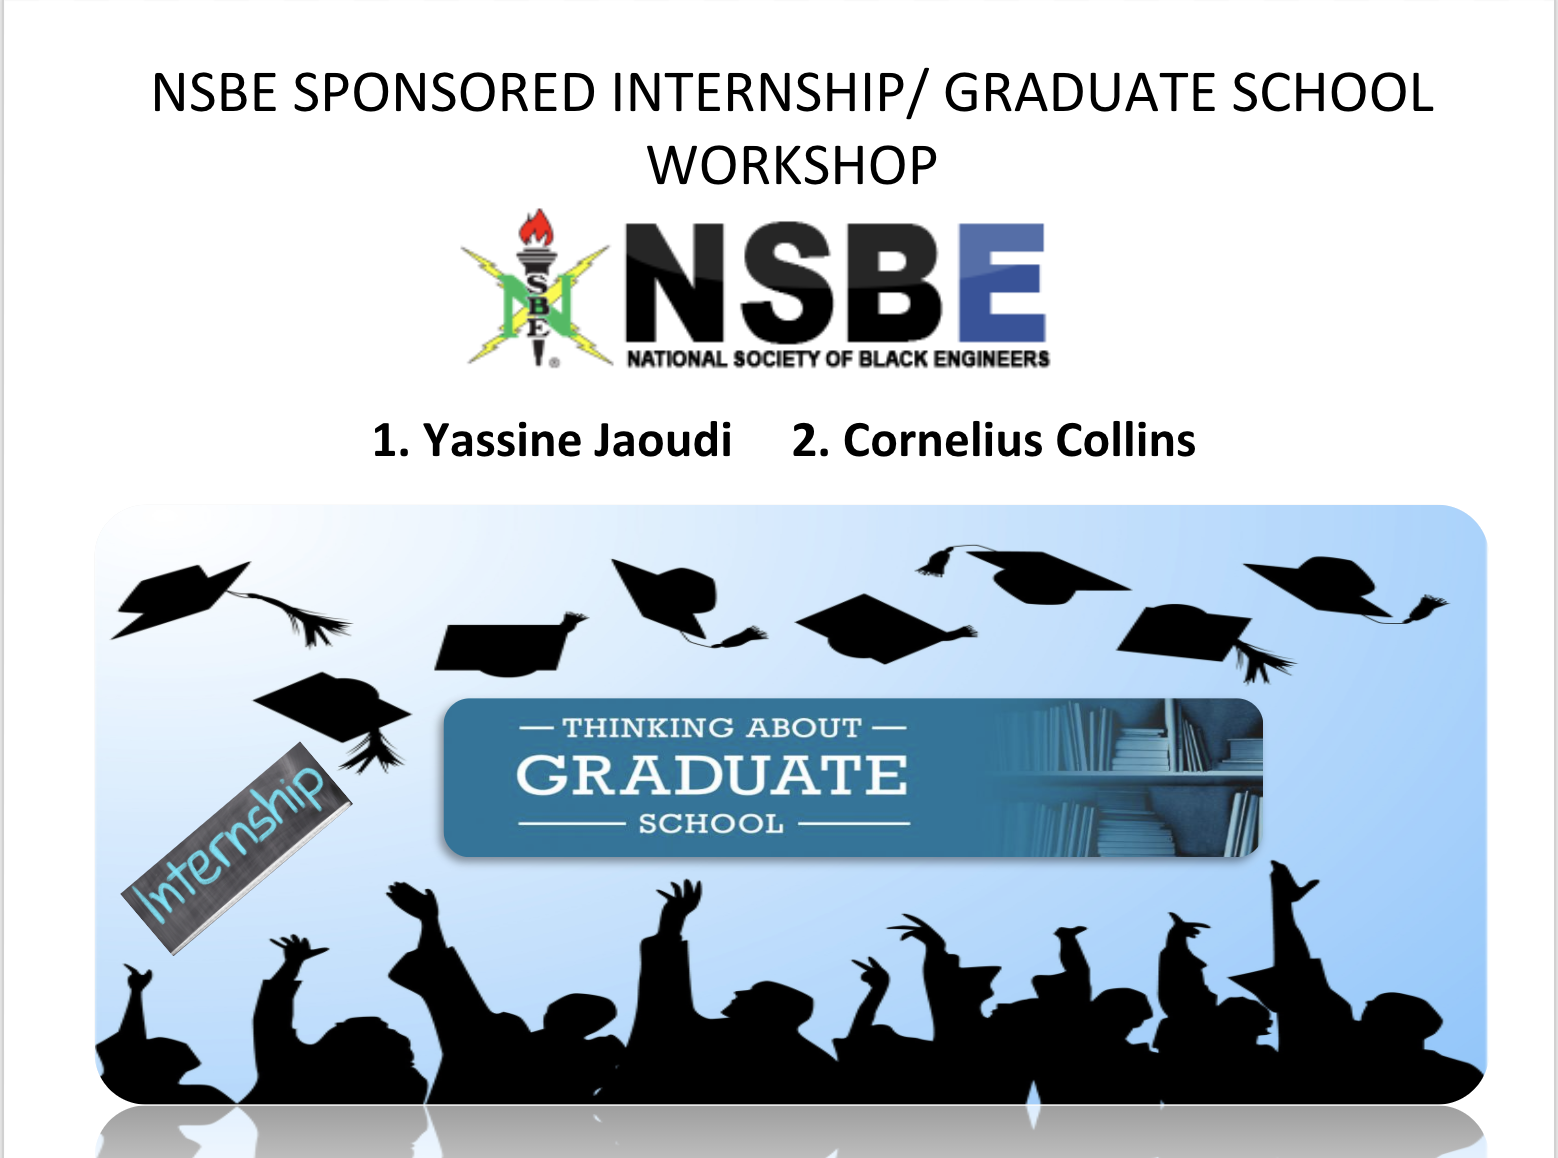 NSBE SPONSORED INTERNSHIP/ GRADUATE SCHOOL
WORKSHOP
NSBE
NSBE
®
NATIONAL SOCIETY OF BLACK ENGINEERS
1. Yassine Jaoudi 2. Cornelius Collins
THINKING ABOUT
GRADUATE
SCHOOL
Internship